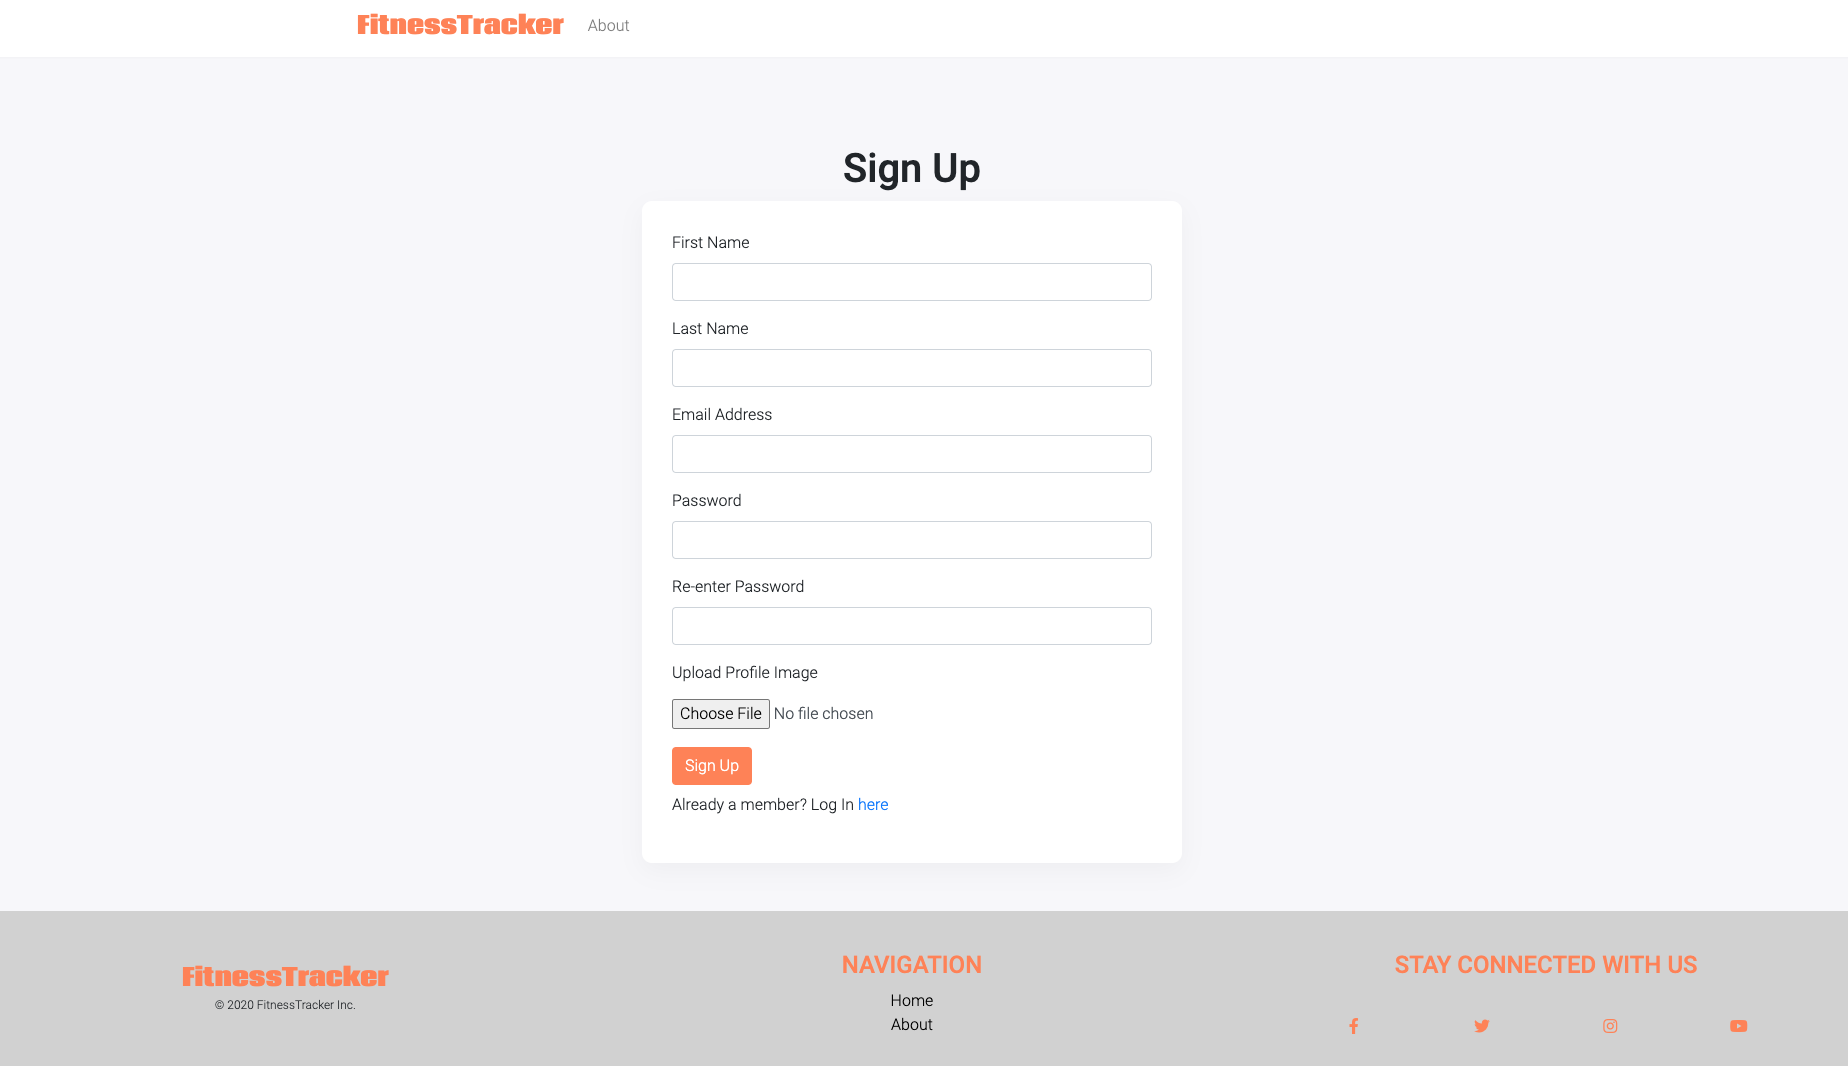 FitnessTracker About
Sign Up
First Name
Last Name
Email Address
Password
Re-enter Password
Upload Profile Image
Choose File No file chosen
Sign Up
Already a member? Log In here
FitnessTracker
© 2020 FitnessTracker Inc.
NAVIGATION
Home
About
STAY CONNECTED WITH US